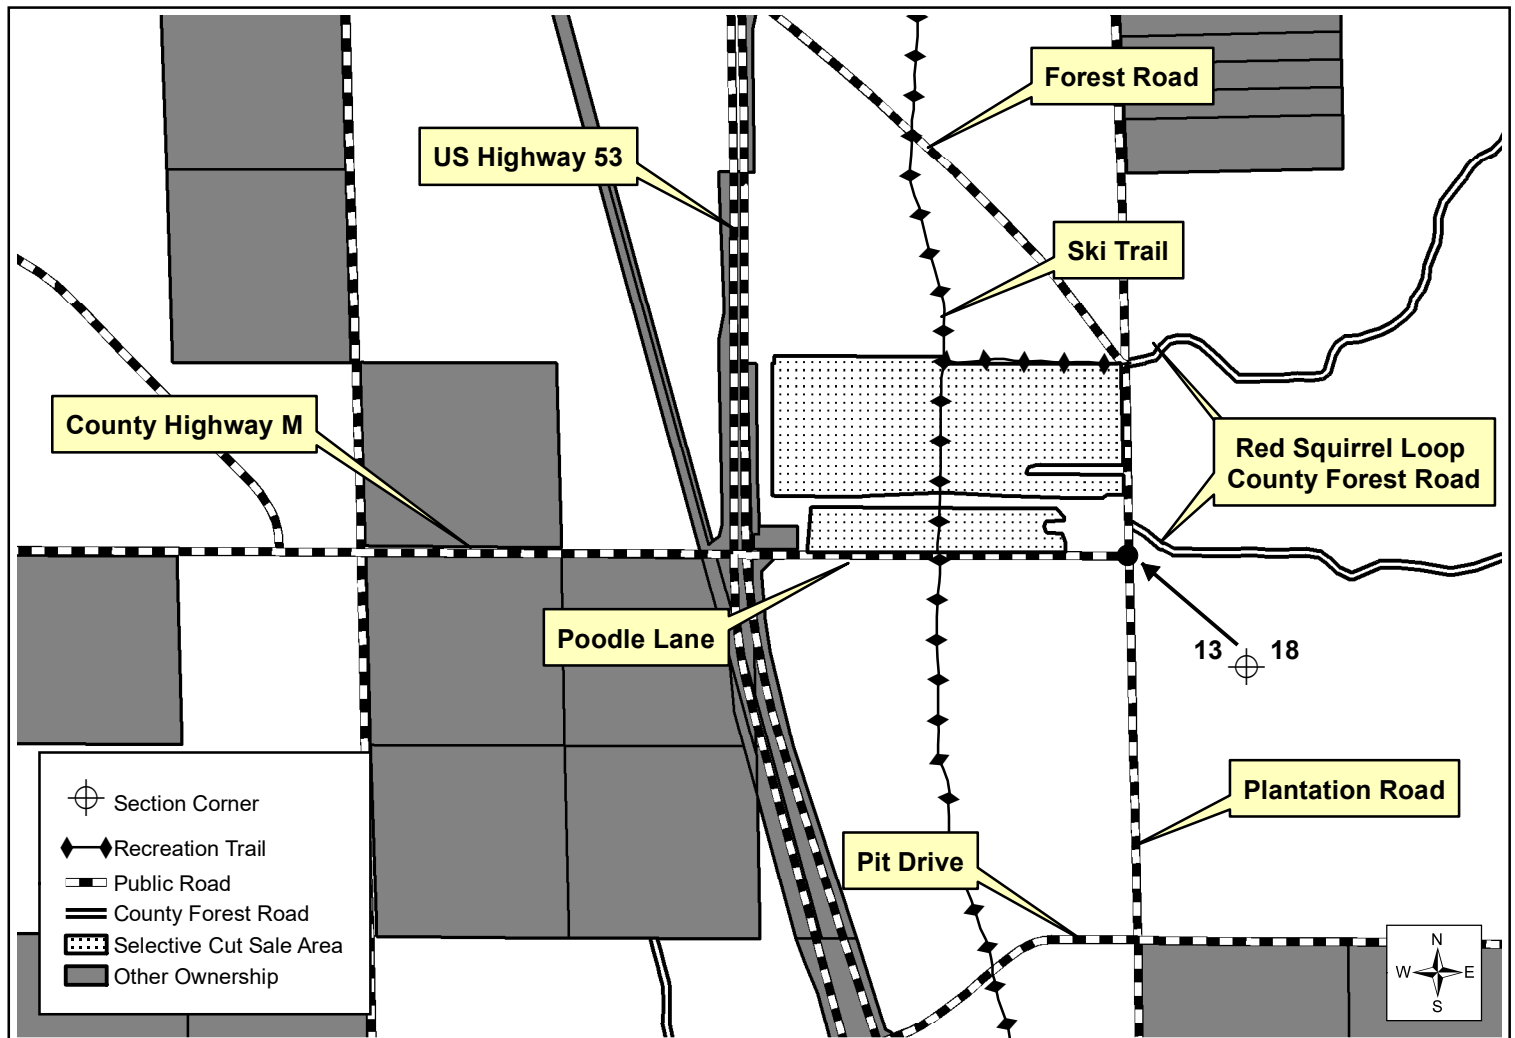 Forest Road
US Highway 53
Ski Trail
County Highway M
Red Squirrel Loop
County Forest Road
Poodle Lane
13 18
Plantation Road
Pit Drive
Section Corner
Recreation Trail
Public Road
County Forest Road
Selective Cut Sale Area
Other Ownership
N
W E
S